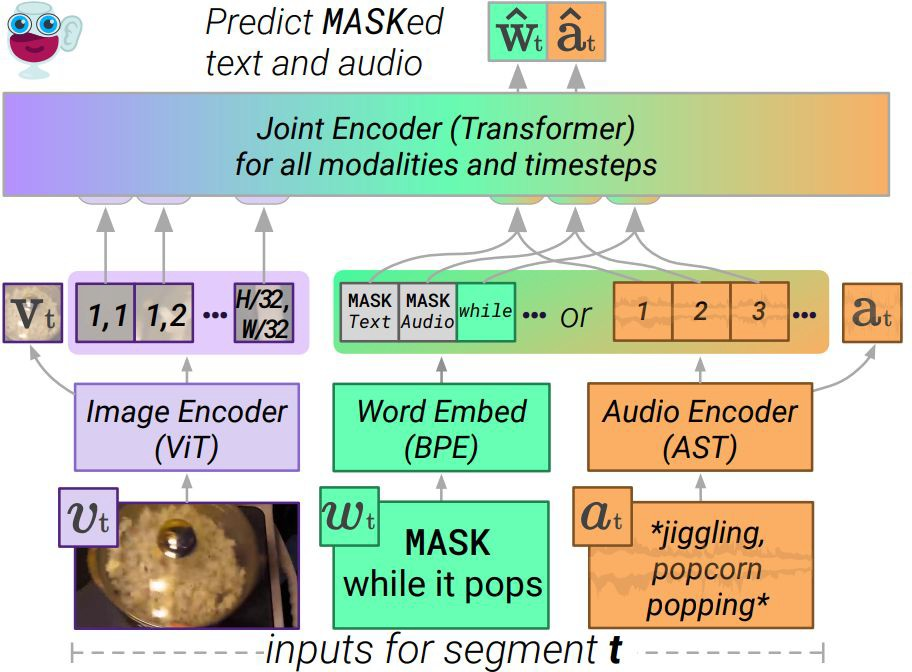 Predict MASKed
text and audio
ŵt ât
Joint Encoder (Transformer)
for all modalities and timesteps
vt
1,1 1,2 ••• H/32,
W/32
MASK
Text
MASK
Audio
while ••• or 1 2 3 •••
at
Image Encoder
(ViT)
Word Embed
(BPE)
Audio Encoder
(AST)
vt
wt
MASK
while it pops
at
*jiggling,
popcorn
popping*
inputs for segment t